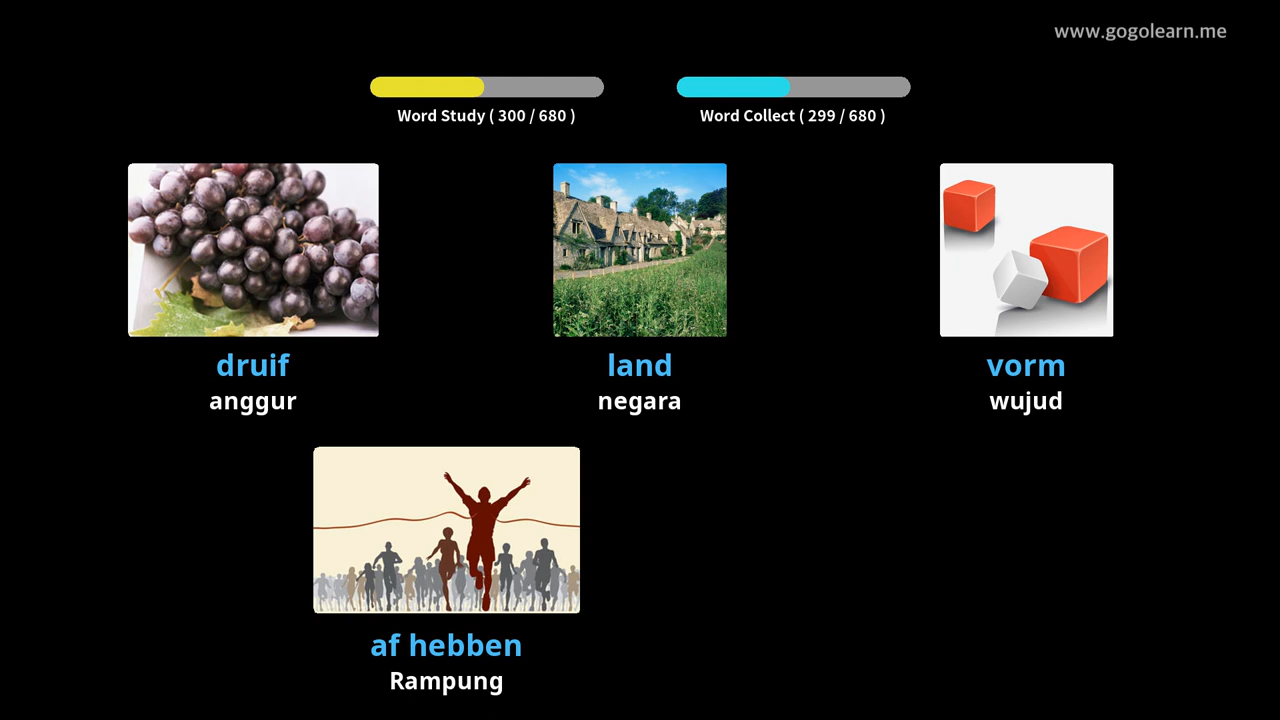 www.gogolearn.me
Word Study ( 300 / 680 )
Word Collect ( 299 / 680 )
druif
anggur
land
negara
vorm
wujud
af hebben
Rampung